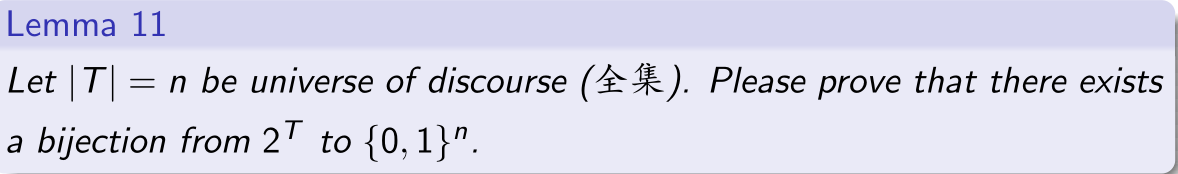 Lemma 11
Let |T| = n be universe of discourse (全集). Please prove that there exists
a bijection from 2^T to {0, 1}^n.